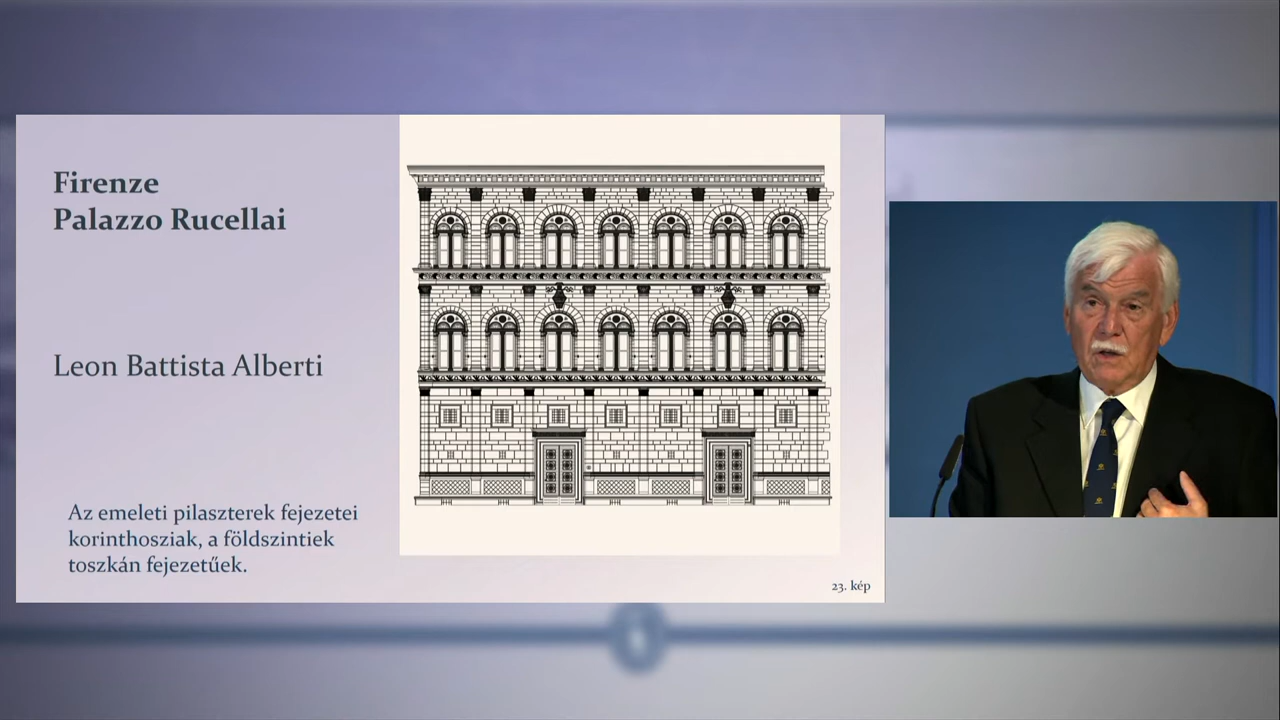 Firenze
Palazzo Rucellai
Leon Battista Alberti
Az emeleti pilaszterek fejezetei
korinthosziak, a földszintiek
toszkán fejezetűek.
23. kép